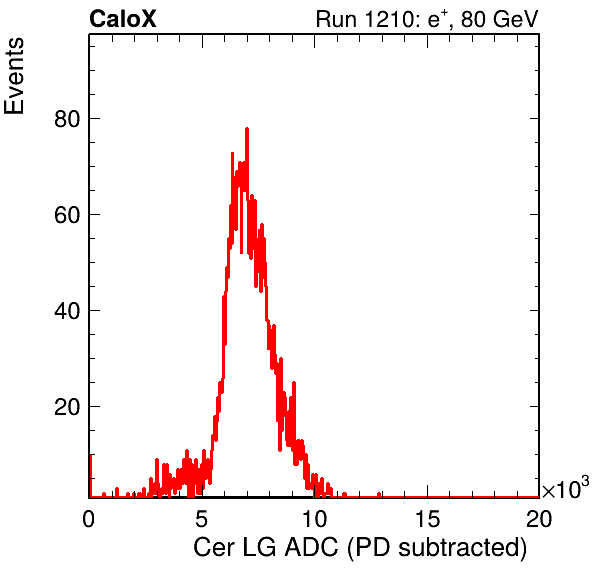 CaloX Run 1210: e⁺, 80 GeV
Events
80
60
40
20
0 5 10 15 20
×10³
Cer LG ADC (PD subtracted)